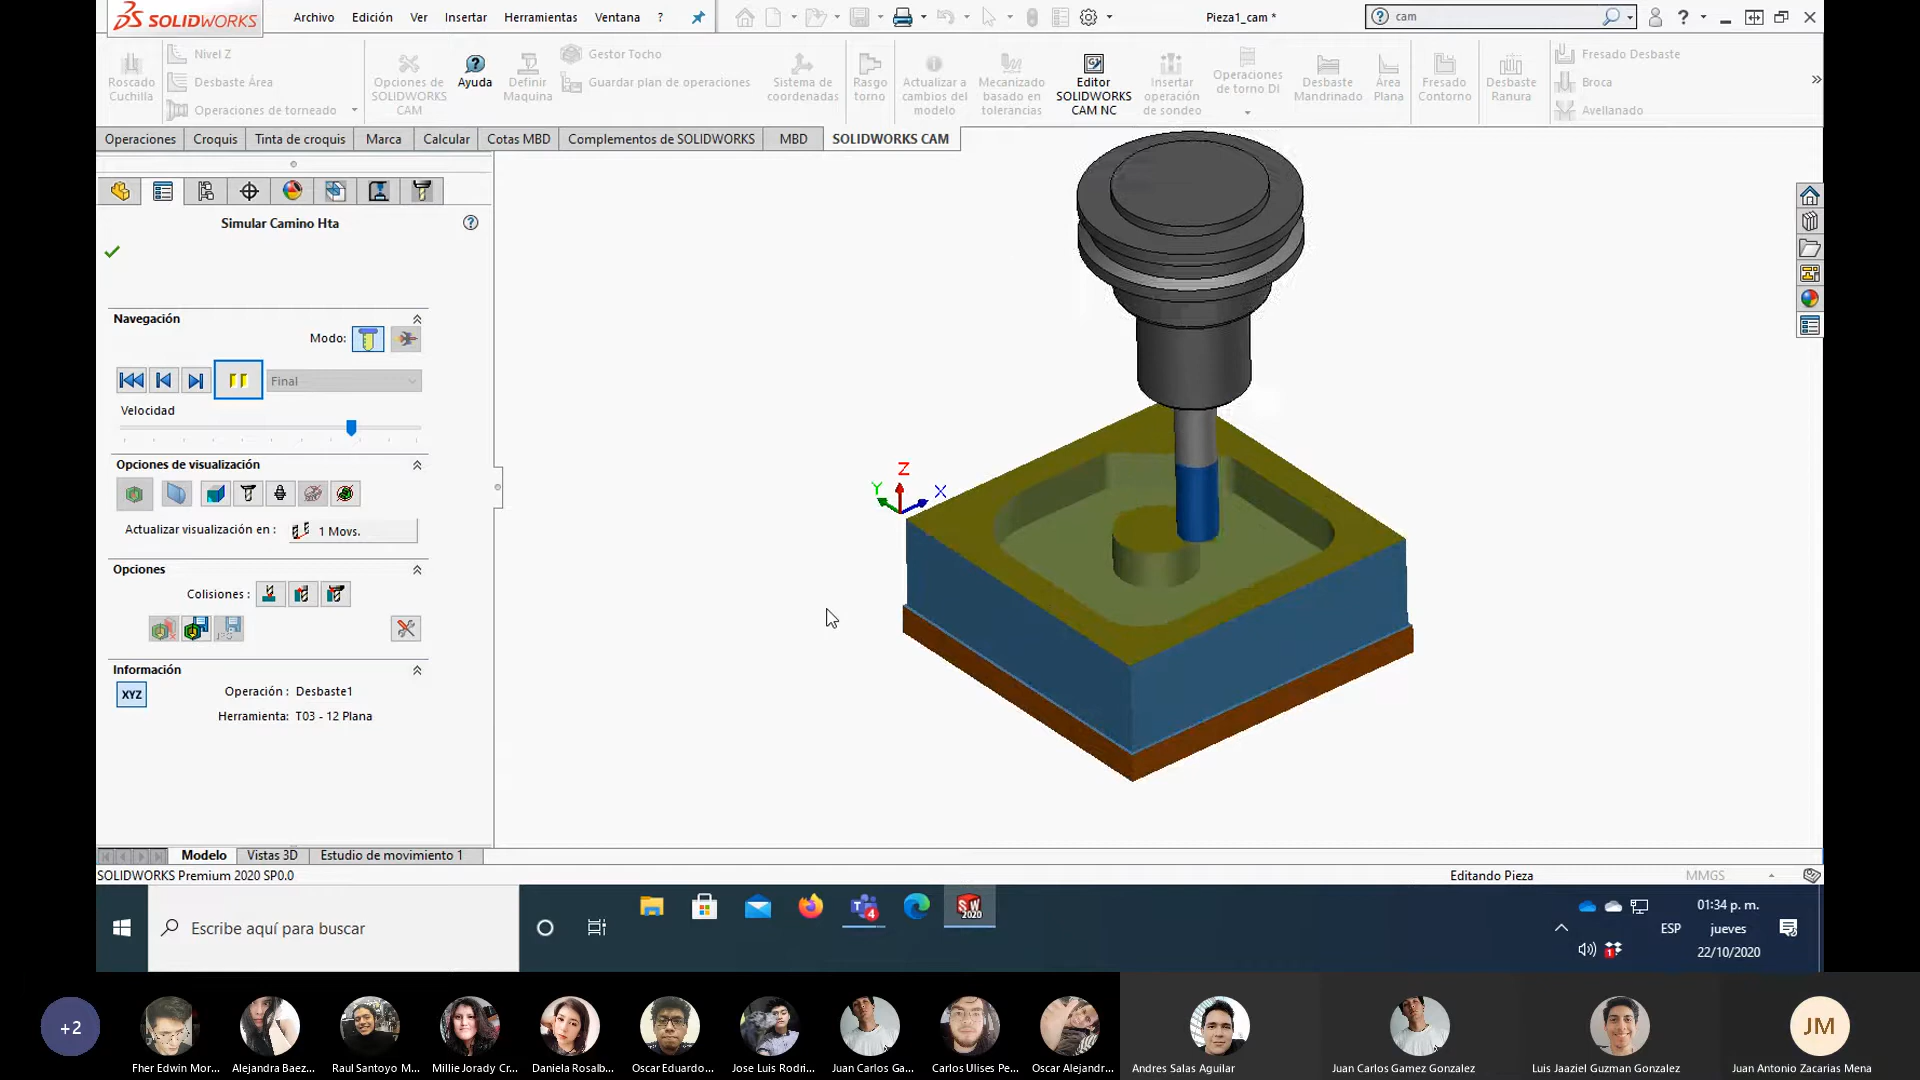 SOLIDWORKS
Archivo Edición Ver Insertar Herramientas Ventana ?
Pieza1_cam *
cam
Roscado Cuchilla
Nivel Z
Desbaste Área
Operaciones de torneado
Opciones de SOLIDWORKS CAM
Ayuda
Definir Maquina
Gestor Tocho
Guardar plan de operaciones
Sistema de coordenadas
Rasgo torno
Actualizar a cambios del modelo
Mecanizado basado en tolerancias
Editor SOLIDWORKS CAM NC
Insertar operación de sondeo
Operaciones de torno DI
Desbaste Mandrinado
Área Plana
Fresado Contorno
Desbaste Ranura
Fresado Desbaste
Broca
Avellanado
Operaciones Croquis Tinta de croquis Marca Calcular Cotas MBD Complementos de SOLIDWORKS MBD SOLIDWORKS CAM
Simular Camino Hta
Navegación
Modo:
Final
Velocidad
Opciones de visualización
Actualizar visualización en : 1 Movs.
Opciones
Colisiones :
Información
XYZ
Operación : Desbaste1
Herramienta: T03 - 12 Plana
Z
Y
X
Modelo Vistas 3D Estudio de movimiento 1
SOLIDWORKS Premium 2020 SP0.0
Editando Pieza
MMGS
Escribe aquí para buscar
4
SW 2020
ESP
01:34 p. m.
jueves
22/10/2020
+2
Fher Edwin Mor...
Alejandra Baez...
Raul Santoyo M...
Millie Jorady Cr...
Daniela Rosalb...
Oscar Eduardo...
Jose Luis Rodri...
Juan Carlos Ga...
Carlos Ulises Pe...
Oscar Alejandr...
Andres Salas Aguilar
Juan Carlos Gamez Gonzalez
Luis Jaaziel Guzman Gonzalez
JM
Juan Antonio Zacarias Mena